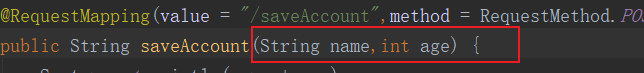 @RequestMapping(value = "/saveAccount",method = RequestMethod.PO
public String saveAccount(String name,int age) {